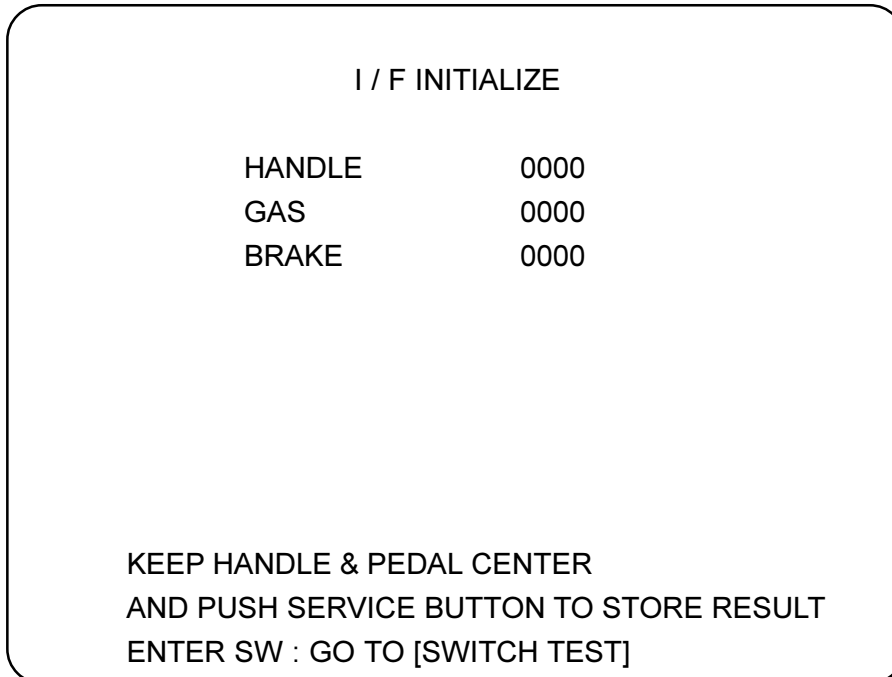 I / F INITIALIZE
HANDLE 0000
GAS 0000
BRAKE 0000
KEEP HANDLE & PEDAL CENTER
AND PUSH SERVICE BUTTON TO STORE RESULT
ENTER SW : GO TO [SWITCH TEST]